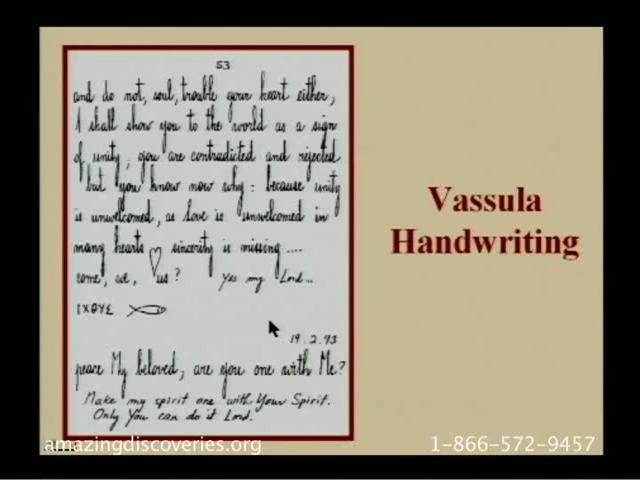 53
and do not, soul, trouble your heart either,
I shall show you to the world as a sign
of unity; you are contradicted and rejected
but you know now why: because unity
is unwelcomed, as love is unwelcomed in
many hearts sincerity is missing....
come, we, us? Yes my Lord...
ΙΧΘΥΣ
19.2.93
peace My beloved, are you one with Me?
Make my spirit one with Your Spirit.
Only You can do it Lord.
Vassula
Handwriting
amazingdiscoveries.org
1-866-572-9457